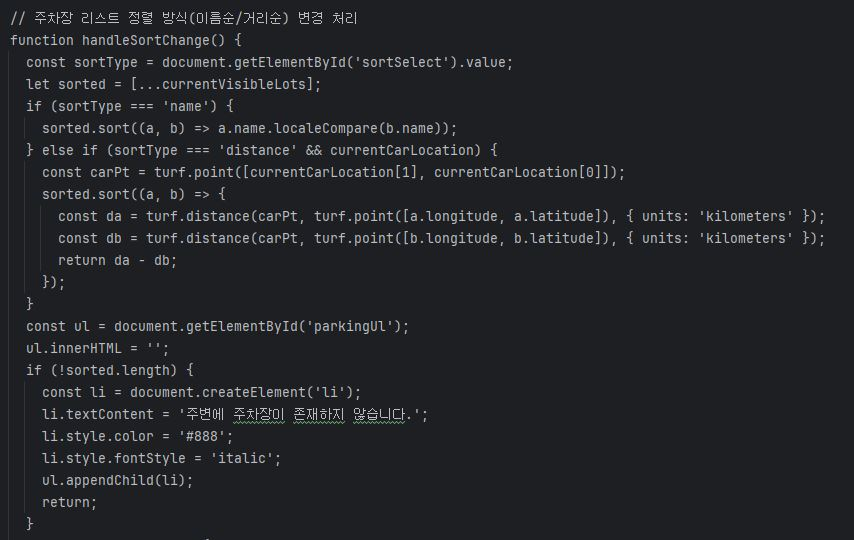 // 주차장 리스트 정렬 방식(이름순/거리순) 변경 처리
function handleSortChange() {
  const sortType = document.getElementById('sortSelect').value;
  let sorted = [...currentVisibleLots];
  if (sortType === 'name') {
    sorted.sort((a, b) => a.name.localeCompare(b.name));
  } else if (sortType === 'distance' && currentCarLocation) {
    const carPt = turf.point([currentCarLocation[1], currentCarLocation[0]]);
    sorted.sort((a, b) => {
      const da = turf.distance(carPt, turf.point([a.longitude, a.latitude]), { units: 'kilometers' });
      const db = turf.distance(carPt, turf.point([b.longitude, b.latitude]), { units: 'kilometers' });
      return da - db;
    });
  }
  const ul = document.getElementById('parkingUl');
  ul.innerHTML = '';
  if (!sorted.length) {
    const li = document.createElement('li');
    li.textContent = '주변에 주차장이 존재하지 않습니다.';
    li.style.color = '#888';
    li.style.fontStyle = 'italic';
    ul.appendChild(li);
    return;
  }